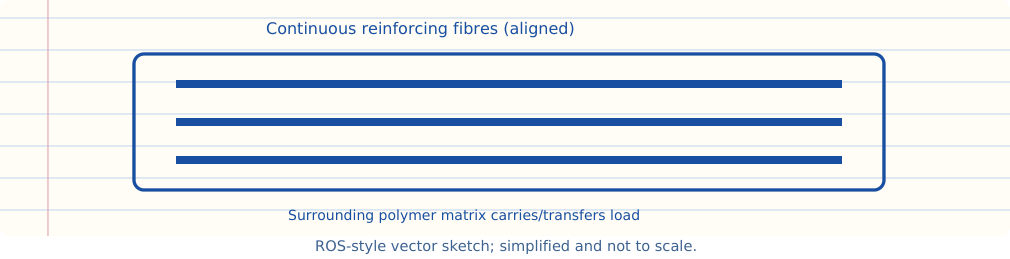 Continuous reinforcing fibres (aligned)
Surrounding polymer matrix carries/transfers load
ROS-style vector sketch; simplified and not to scale.